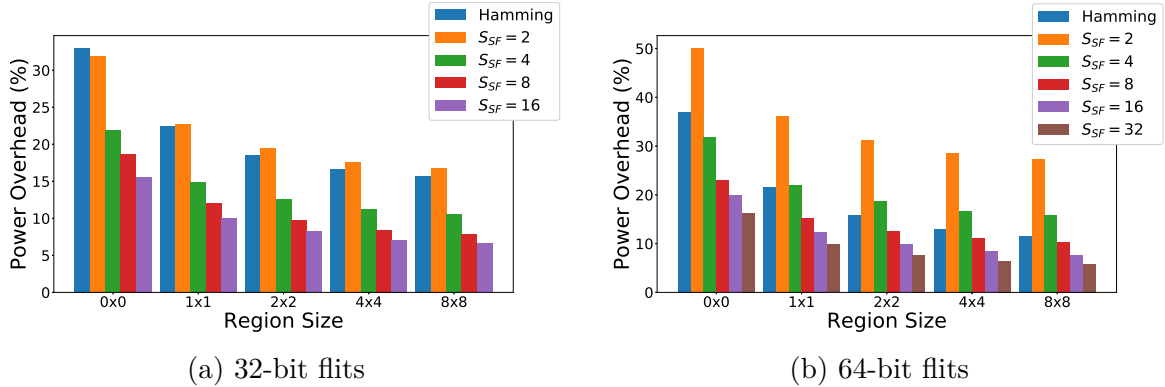 Hamming
S_SF = 2
S_SF = 4
S_SF = 8
S_SF = 16
Power Overhead (%)
30
25
20
15
10
5
0
0x0 1x1 2x2 4x4 8x8
Region Size
(a) 32-bit flits
Hamming
S_SF = 2
S_SF = 4
S_SF = 8
S_SF = 16
S_SF = 32
Power Overhead (%)
50
40
30
20
10
0
0x0 1x1 2x2 4x4 8x8
Region Size
(b) 64-bit flits